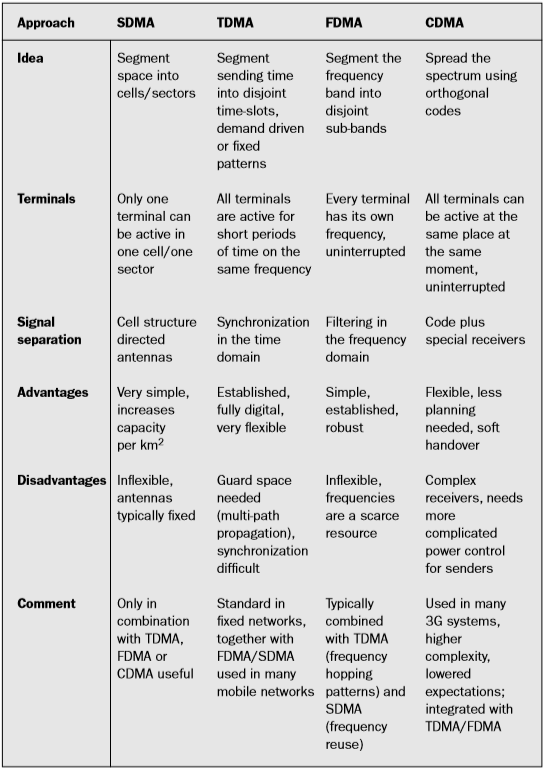 Approach SDMA TDMA FDMA CDMA
Idea Segment Segment Segment the Spread the
space into sending time frequency spectrum using
cells/sectors into disjoint band into orthogonal
time-slots, disjoint codes
demand driven sub-bands
or fixed
patterns
Terminals Only one All terminals Every terminal All terminals can
terminal can are active for has its own be active at the
be active in short periods frequency, same place at
one cell/one of time on the uninterrupted the same
sector same frequency moment,
uninterrupted
Signal Cell structure Synchronization Filtering in Code plus
separation directed in the time the frequency special receivers
antennas domain domain
Advantages Very simple, Established, Simple, Flexible, less
increases fully digital, established, planning
capacity very flexible robust needed, soft
per km² handover
Disadvantages Inflexible, Guard space Inflexible, Complex
antennas needed frequencies receivers, needs
typically fixed (multi-path are a scarce more
propagation), resource complicated
synchronization power control
difficult for senders
Comment Only in Standard in Typically Used in many
combination fixed networks, combined 3G systems,
with TDMA, together with with TDMA higher
FDMA or FDMA/SDMA (frequency complexity,
CDMA useful used in many hopping lowered
mobile networks patterns) and expectations;
SDMA integrated with
(frequency TDMA/FDMA
reuse)